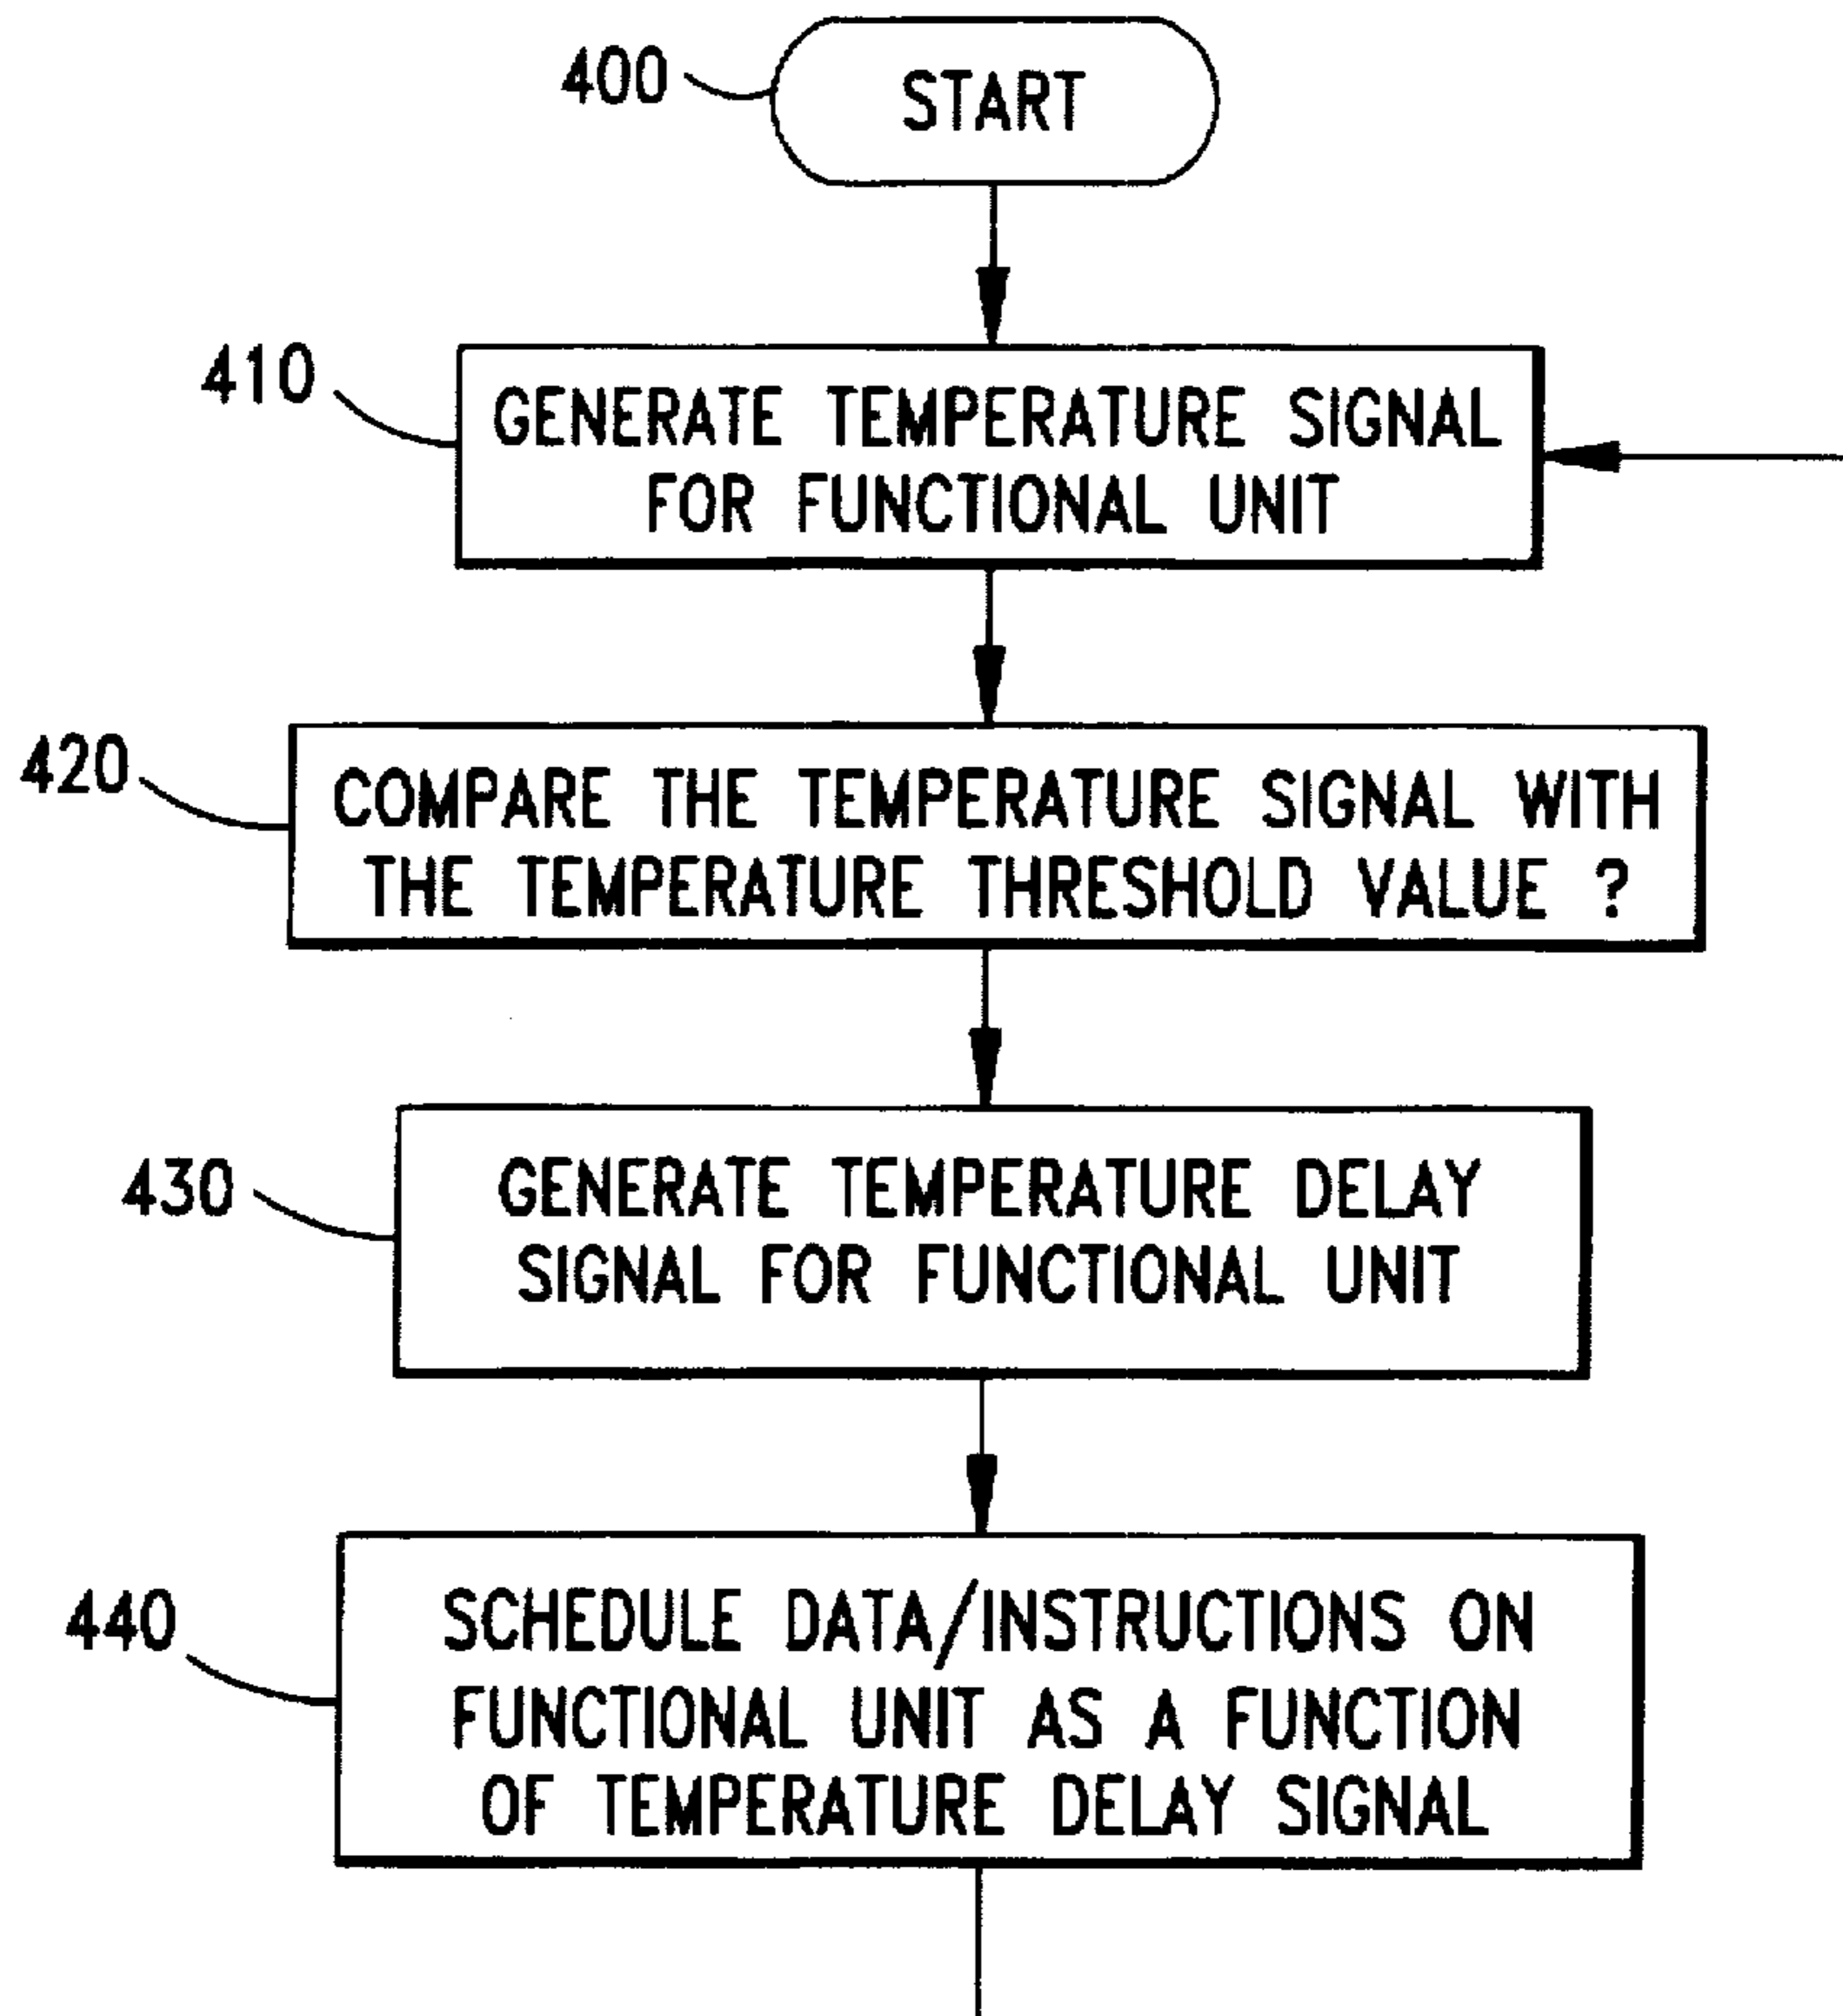 400
START
410
GENERATE TEMPERATURE SIGNAL
FOR FUNCTIONAL UNIT
420
COMPARE THE TEMPERATURE SIGNAL WITH
THE TEMPERATURE THRESHOLD VALUE ?
430
GENERATE TEMPERATURE DELAY
SIGNAL FOR FUNCTIONAL UNIT
440
SCHEDULE DATA/INSTRUCTIONS ON
FUNCTIONAL UNIT AS A FUNCTION
OF TEMPERATURE DELAY SIGNAL